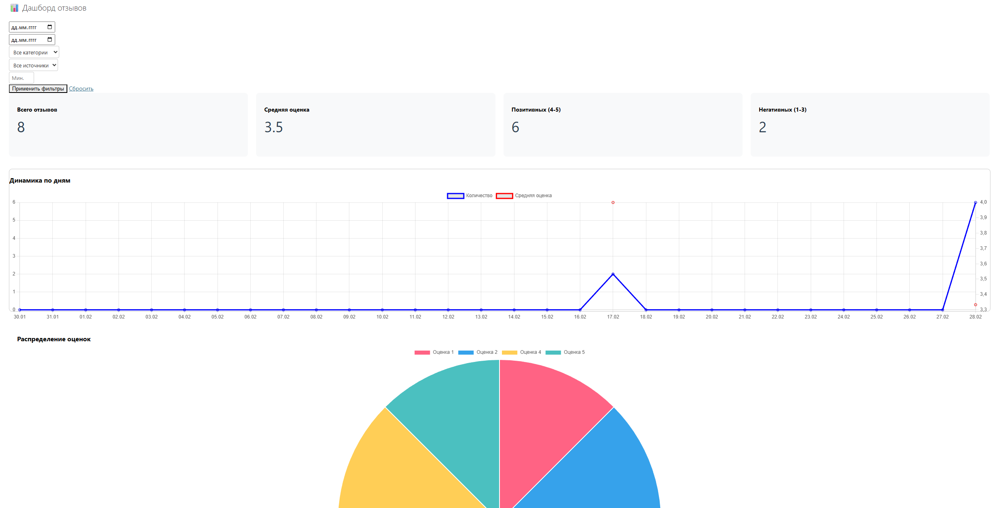 Дашборд отзывов
дд.мм.гггг
дд.мм.гггг
Все категории
Все источники
Мин.
Применить фильтры Сбросить
Всего отзывов
8
Средняя оценка
3.5
Позитивных (4-5)
6
Негативных (1-3)
2
Динамика по дням
Количество Средняя оценка
6
5
4
3
2
1
0
4,0
3,9
3,8
3,7
3,6
3,5
3,4
3,3
30.01 31.01 01.02 02.02 03.02 04.02 05.02 06.02 07.02 08.02 09.02 10.02 11.02 12.02 13.02 14.02 15.02 16.02 17.02 18.02 19.02 20.02 21.02 22.02 23.02 24.02 25.02 26.02 27.02 28.02
Распределение оценок
Оценка 1 Оценка 2 Оценка 4 Оценка 5